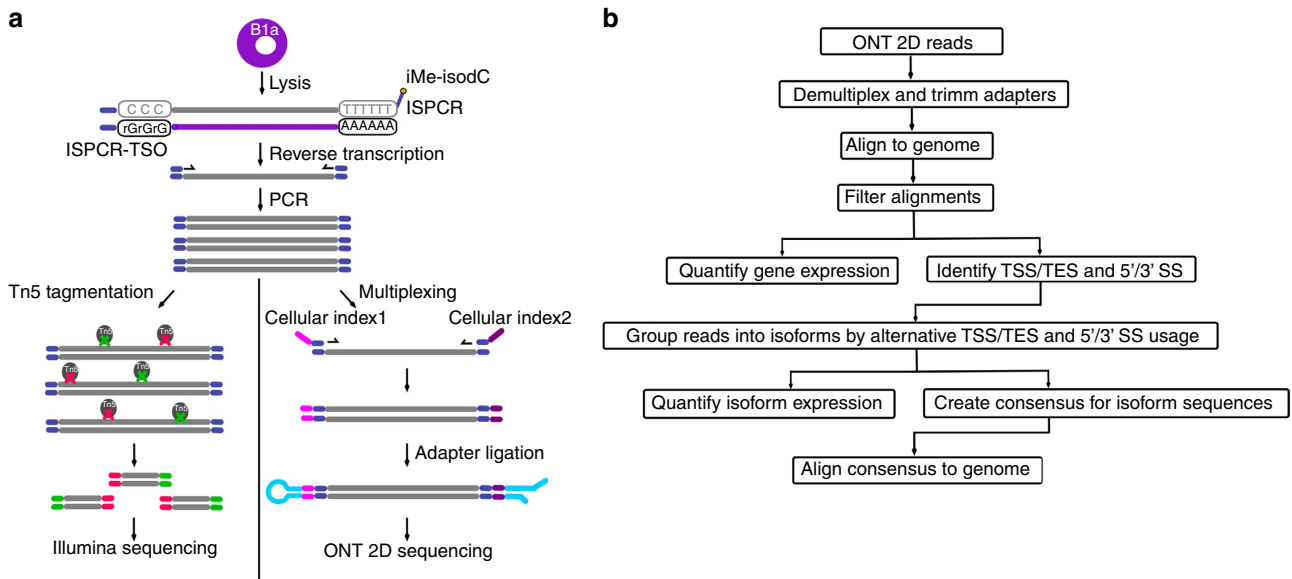 a
B1a
Lysis
iMe-isodC
CCC
TTTTTT
ISPCR
rGrGrG
AAAAAA
ISPCR-TSO
Reverse transcription
PCR
Tn5 tagmentation
Multiplexing
Cellular index1
Cellular index2
Tn5
Tn5
Tn5
Tn5
Tn5
Tn5
Adapter ligation
Illumina sequencing
ONT 2D sequencing
b
ONT 2D reads
Demultiplex and trimm adapters
Align to genome
Filter alignments
Quantify gene expression
Identify TSS/TES and 5'/3' SS
Group reads into isoforms by alternative TSS/TES and 5'/3' SS usage
Quantify isoform expression
Create consensus for isoform sequences
Align consensus to genome